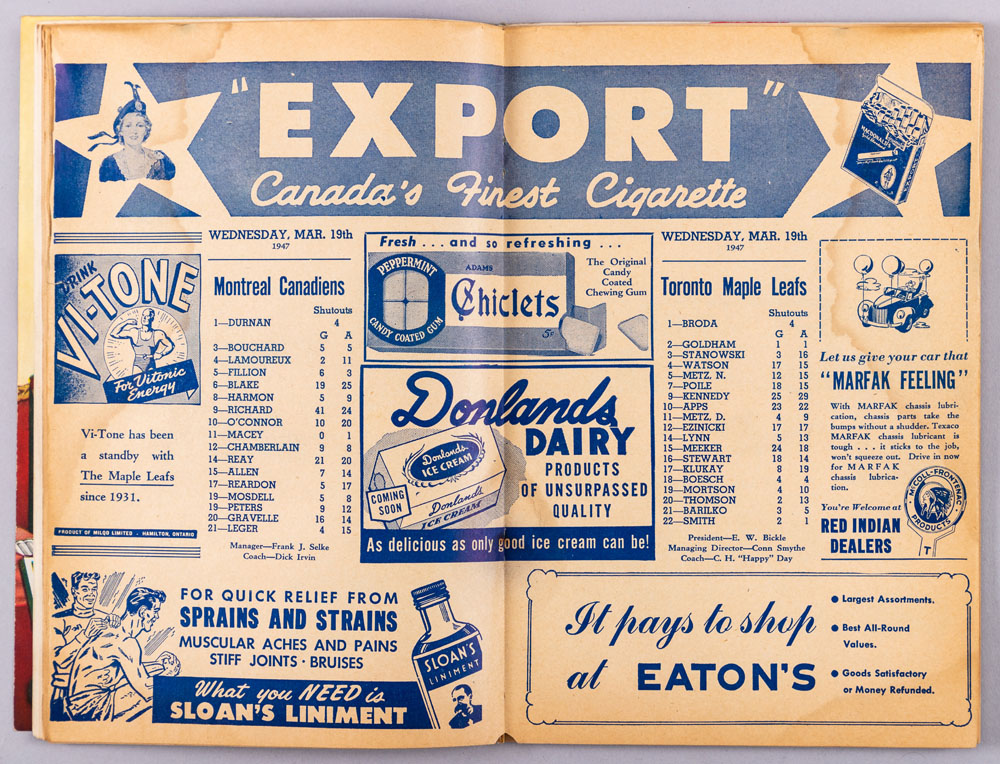 "EXPORT"
Canada's Finest Cigarette
MACDONALD'S
DRINK
VI-TONE
For Vitonic
Energy
Vi-Tone has been
a standby with
The Maple Leafs
since 1931.
PRODUCT OF MILQO LIMITED - HAMILTON, ONTARIO
WEDNESDAY, MAR. 19th
1947
Montreal Canadiens
Shutouts
1—DURNAN 4
G A
3—BOUCHARD 5 5
4—LAMOUREUX 2 11
5—FILLION 6 3
6—BLAKE 19 25
8—HARMON 5 9
9—RICHARD 41 24
10—O'CONNOR 10 20
11—MACEY 0 1
12—CHAMBERLAIN 9 8
14—REAY 21 20
15—ALLEN 7 14
17—REARDON 5 17
19—MOSDELL 5 8
19—PETERS 9 12
20—GRAVELLE 16 14
21—LEGER 4 15
Manager—Frank J. Selke
Coach—Dick Irvin
Fresh . . . and so refreshing . . .
PEPPERMINT
CANDY COATED GUM
ADAMS
Chiclets
5¢
The Original
Candy
Coated
Chewing Gum
Donlands
DAIRY
PRODUCTS
OF UNSURPASSED
QUALITY
Donlands
ICE CREAM
COMING
SOON
Donlands
ICE CREAM
As delicious as only good ice cream can be!
WEDNESDAY, MAR. 19th
1947
Toronto Maple Leafs
Shutouts
1—BRODA 4
G A
2—GOLDHAM 1 1
3—STANOWSKI 3 16
4—WATSON 17 15
5—METZ, N. 12 15
7—POILE 18 15
9—KENNEDY 25 29
10—APPS 23 22
11—METZ, D. 4 9
12—EZINICKI 17 17
14—LYNN 5 13
15—MEEKER 24 18
16—STEWART 18 14
17—KLUKAY 8 19
18—BOESCH 4 4
19—MORTSON 4 10
20—THOMSON 2 13
21—BARILKO 3 5
22—SMITH 2 1
President—E. W. Bickle
Managing Director—Conn Smythe
Coach—C. H. "Happy" Day
Let us give your car that
"MARFAK FEELING"
With MARFAK chassis lubri-
cation, chassis parts take the
bumps without a shudder. Texaco
MARFAK chassis lubricant is
tough . . . it sticks to the job,
won't squeeze out. Drive in now
for MARFAK
chassis lubrica-
tion.
You're Welcome at
RED INDIAN
DEALERS
McCOLL-FRONTENAC
PRODUCTS
T
FOR QUICK RELIEF FROM
SPRAINS AND STRAINS
MUSCULAR ACHES AND PAINS
STIFF JOINTS · BRUISES
What you NEED is
SLOAN'S LINIMENT
SLOAN'S
LINIMENT
It pays to shop
at EATON'S
● Largest Assortments.
● Best All-Round
Values.
● Goods Satisfactory
or Money Refunded.